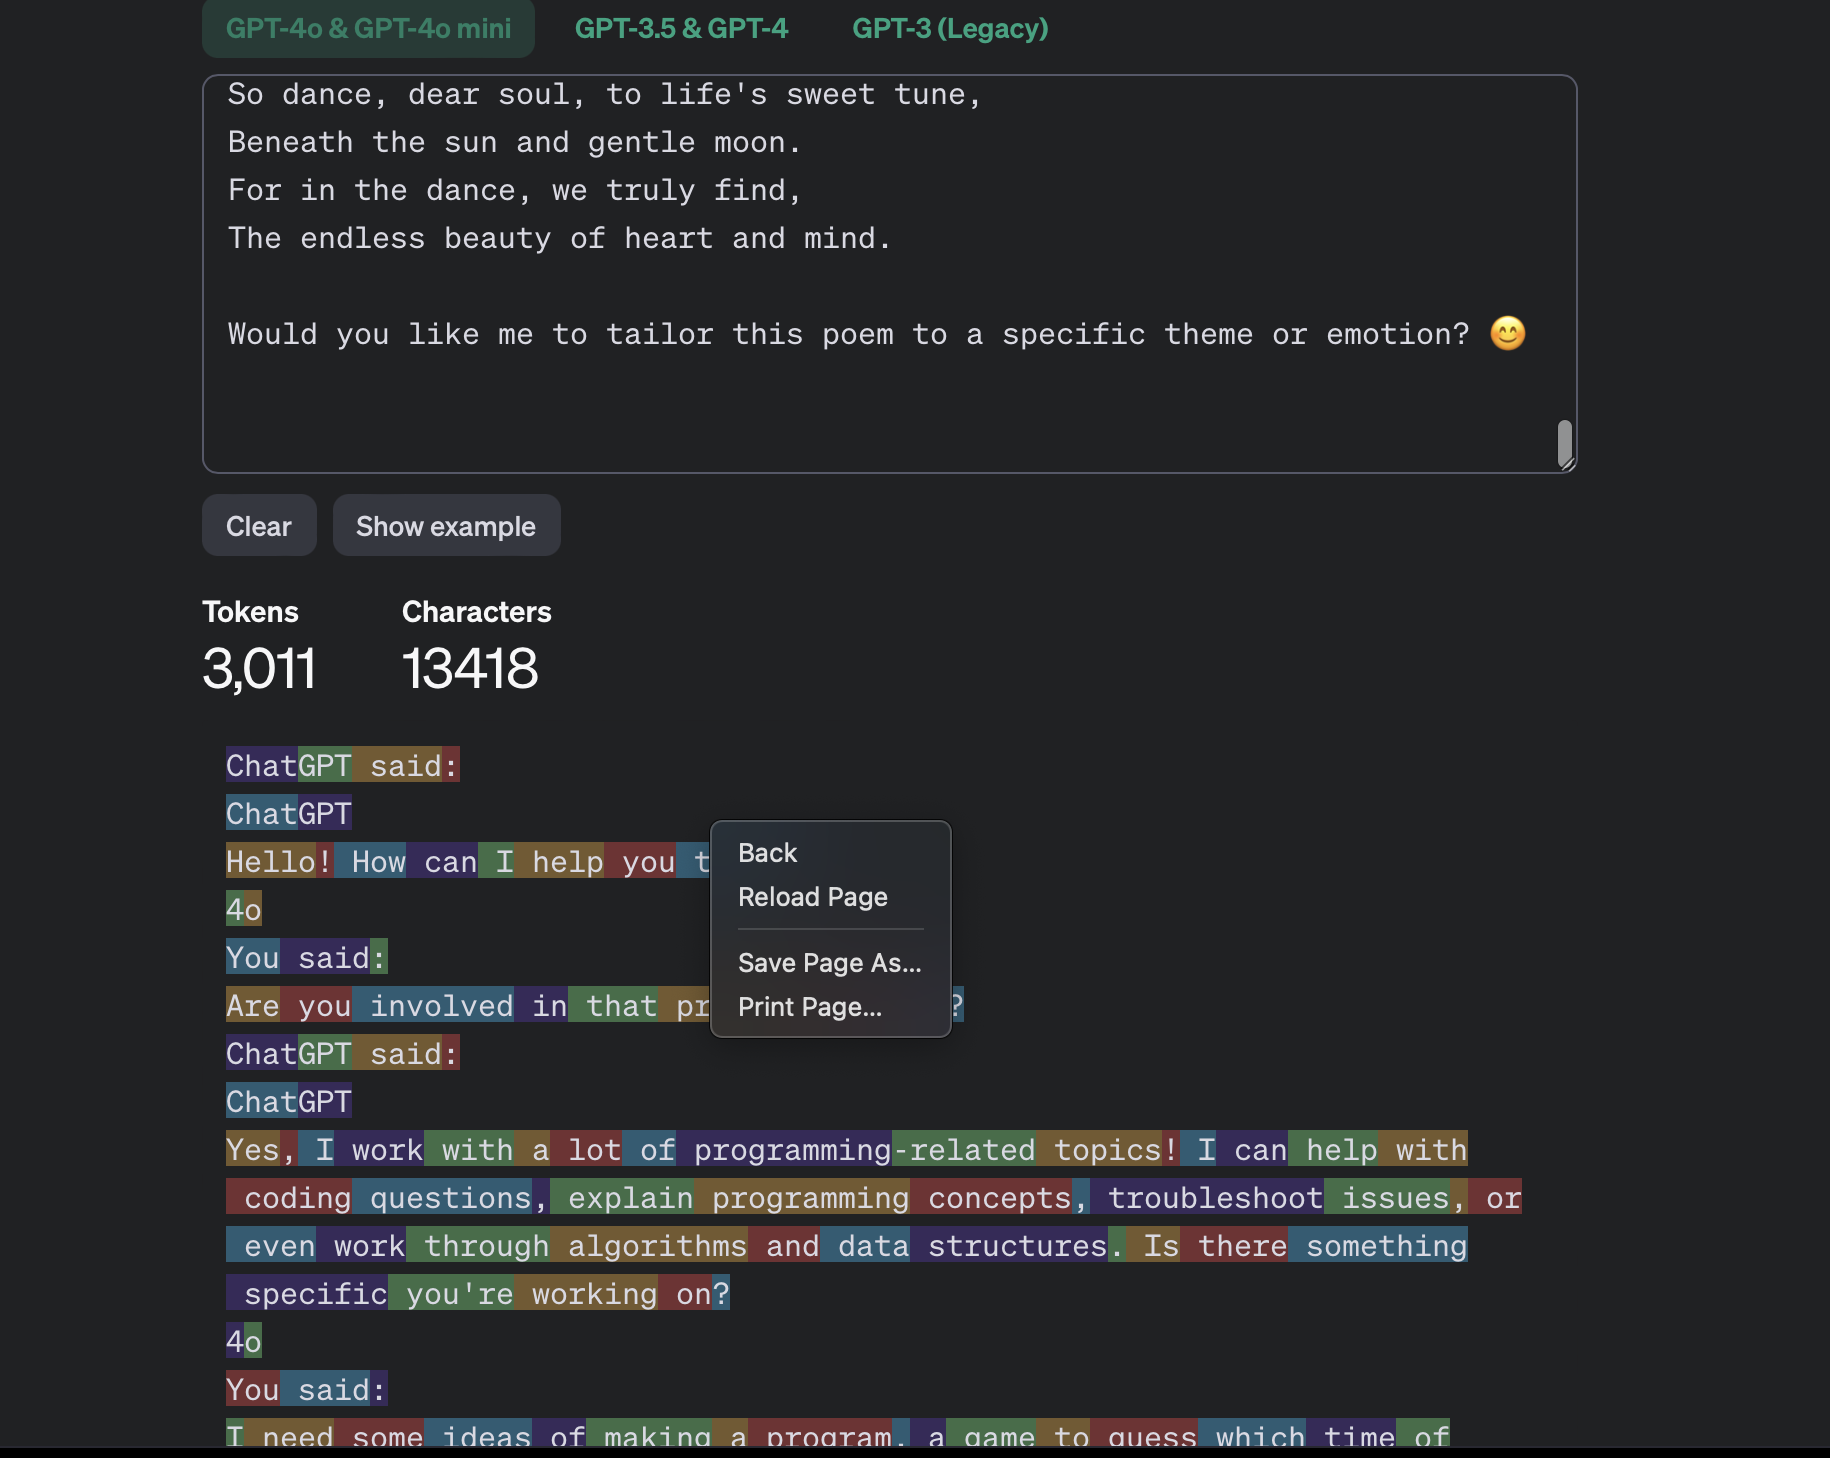 GPT-4o & GPT-4o mini
GPT-3.5 & GPT-4
GPT-3 (Legacy)
So dance, dear soul, to life's sweet tune,
Beneath the sun and gentle moon.
For in the dance, we truly find,
The endless beauty of heart and mind.
Would you like me to tailor this poem to a specific theme or emotion? 😊
Clear
Show example
Tokens
3,011
Characters
13418
ChatGPT said:
ChatGPT
Hello! How can I help you t
4o
You said:
Are you involved in that pr ?
ChatGPT said:
ChatGPT
Yes, I work with a lot of programming-related topics! I can help with
coding questions, explain programming concepts, troubleshoot issues, or
even work through algorithms and data structures. Is there something
specific you're working on?
4o
You said:
I need some ideas of making a program, a game to guess which time of
Back
Reload Page
Save Page As...
Print Page...